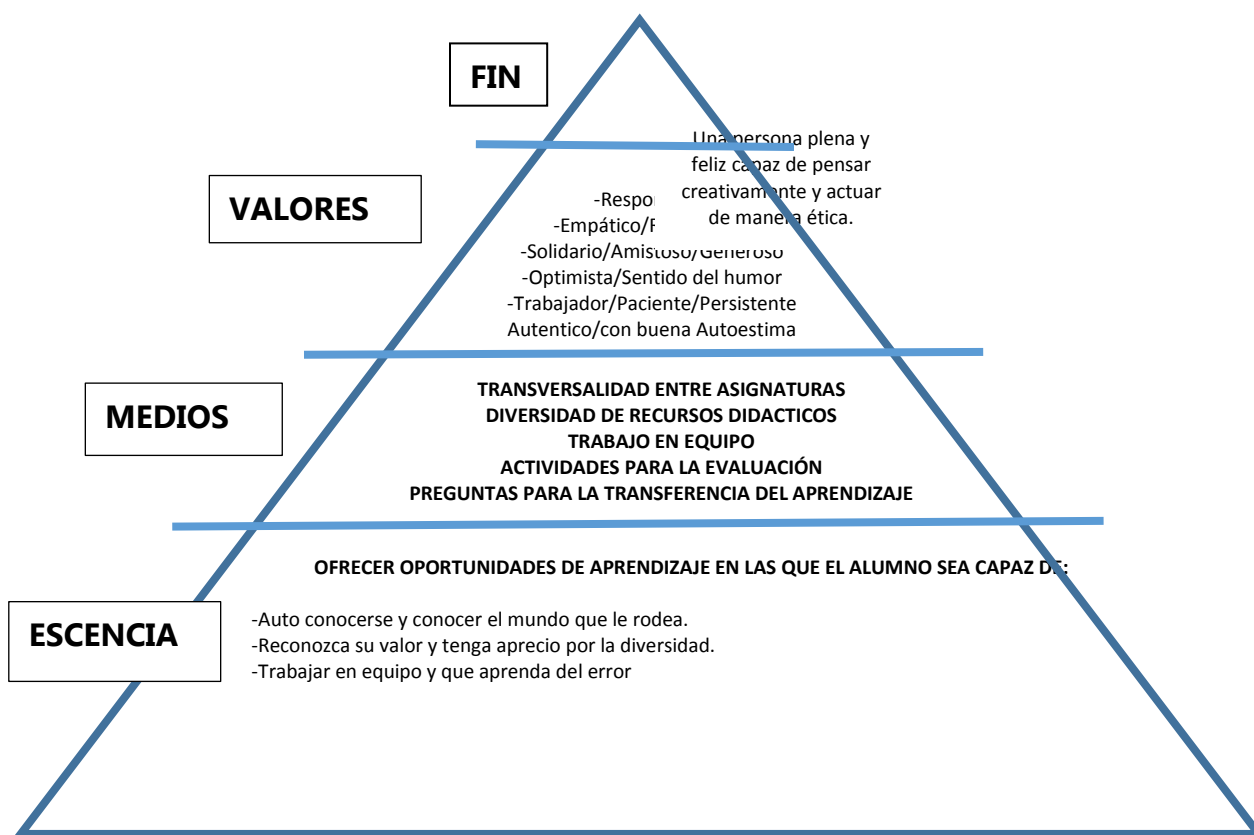 FIN
Una persona plena y
feliz capaz de pensar
creativamente y actuar
de manera ética.
VALORES
-Solidario/Amistoso/Generoso
-Optimista/Sentido del humor
-Trabajador/Paciente/Persistente
Autentico/con buena Autoestima
MEDIOS
TRANSVERSALIDAD ENTRE ASIGNATURAS
DIVERSIDAD DE RECURSOS DIDACTICOS
TRABAJO EN EQUIPO
ACTIVIDADES PARA LA EVALUACIÓN
PREGUNTAS PARA LA TRANSFERENCIA DEL APRENDIZAJE
OFRECER OPORTUNIDADES DE APRENDIZAJE EN LAS QUE EL ALUMNO SEA CAPAZ DE:
ESCENCIA
-Auto conocerse y conocer el mundo que le rodea.
-Reconozca su valor y tenga aprecio por la diversidad.
-Trabajar en equipo y que aprenda del error